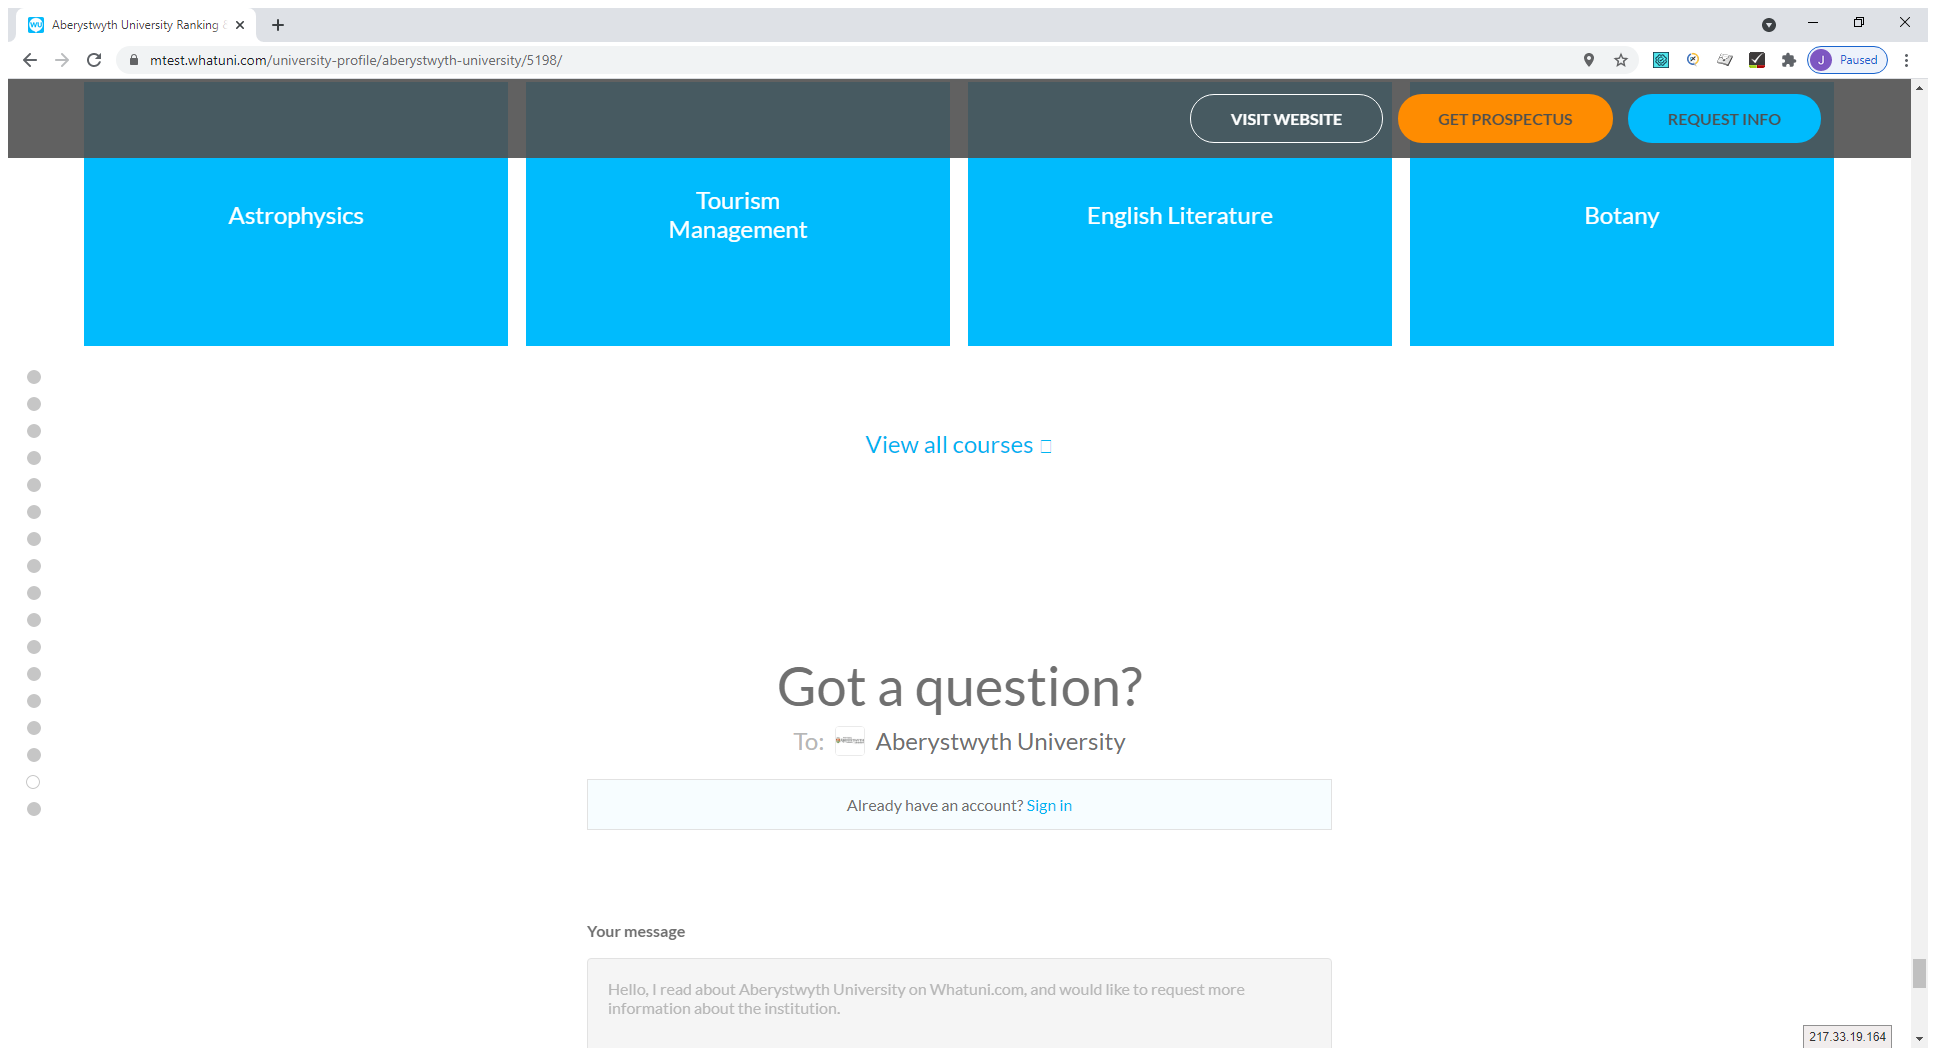 WU Aberystwyth University Ranking
mtest.whatuni.com/university-profile/aberystwyth-university/5198/
J Paused
VISIT WEBSITE
GET PROSPECTUS
REQUEST INFO
Astrophysics
Tourism
Management
English Literature
Botany
View all courses
Got a question?
To: Aberystwyth University
Already have an account? Sign in
Your message
Hello, I read about Aberystwyth University on Whatuni.com, and would like to request more
information about the institution.
217.33.19.164